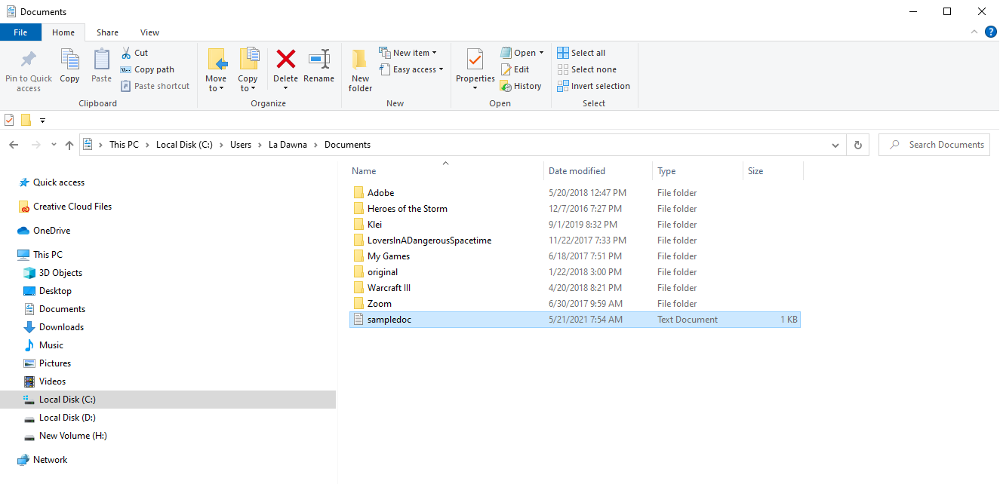 Documents
File Home Share View
Pin to Quick access
Copy
Paste
Cut
Copy path
Paste shortcut
Clipboard
Move to
Copy to
Delete
Rename
Organize
New folder
New item
Easy access
New
Properties
Open
Edit
History
Open
Select all
Select none
Invert selection
Select
This PC > Local Disk (C:) > Users > La Dawna > Documents
Search Documents
Quick access
Creative Cloud Files
OneDrive
This PC
3D Objects
Desktop
Documents
Downloads
Music
Pictures
Videos
Local Disk (C:)
Local Disk (D:)
New Volume (H:)
Network
Name Date modified Type Size
Adobe 5/20/2018 12:47 PM File folder
Heroes of the Storm 12/7/2016 7:27 PM File folder
Klei 9/1/2019 8:32 PM File folder
LoversInADangerousSpacetime 11/22/2017 7:33 PM File folder
My Games 6/18/2017 7:51 PM File folder
original 1/22/2018 3:00 PM File folder
Warcraft III 4/20/2018 8:21 PM File folder
Zoom 6/30/2017 9:59 AM File folder
sampledoc 5/21/2021 7:54 AM Text Document 1 KB